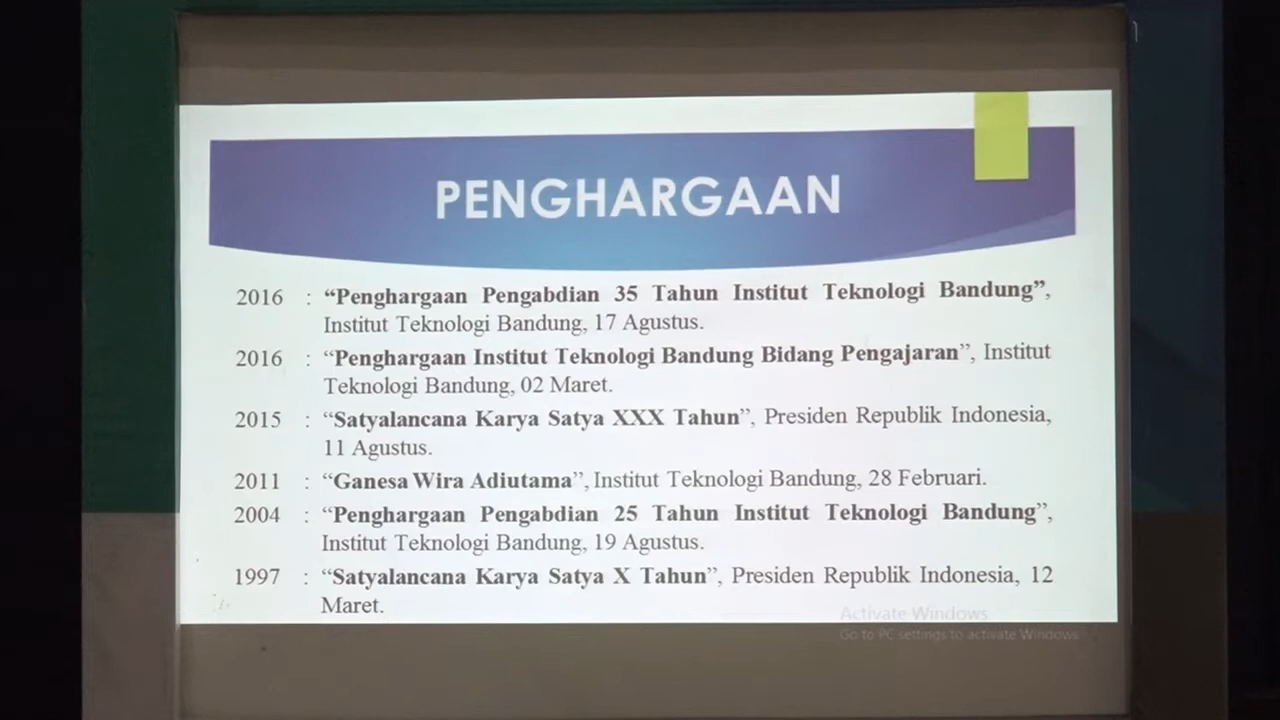 PENGHARGAAN
2016 : “Penghargaan Pengabdian 35 Tahun Institut Teknologi Bandung”,
Institut Teknologi Bandung, 17 Agustus.
2016 : “Penghargaan Institut Teknologi Bandung Bidang Pengajaran”, Institut
Teknologi Bandung, 02 Maret.
2015 : “Satyalancana Karya Satya XXX Tahun”, Presiden Republik Indonesia,
11 Agustus.
2011 : “Ganesa Wira Adiutama”, Institut Teknologi Bandung, 28 Februari.
2004 : “Penghargaan Pengabdian 25 Tahun Institut Teknologi Bandung”,
Institut Teknologi Bandung, 19 Agustus.
1997 : “Satyalancana Karya Satya X Tahun”, Presiden Republik Indonesia, 12
Maret.
Activate Windows
Go to PC settings to activate Windows.